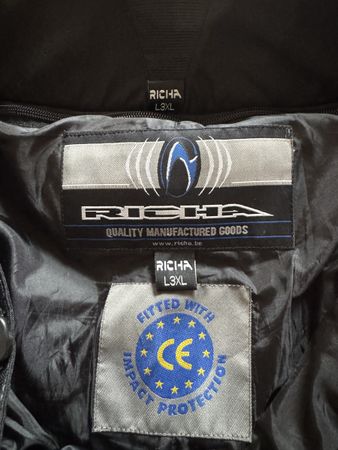 RICHA
L3XL
RICHA
QUALITY MANUFACTURED GOODS
www.richa.be
RICHA
L3XL
FITTED WITH
CE
IMPACT PROTECTION